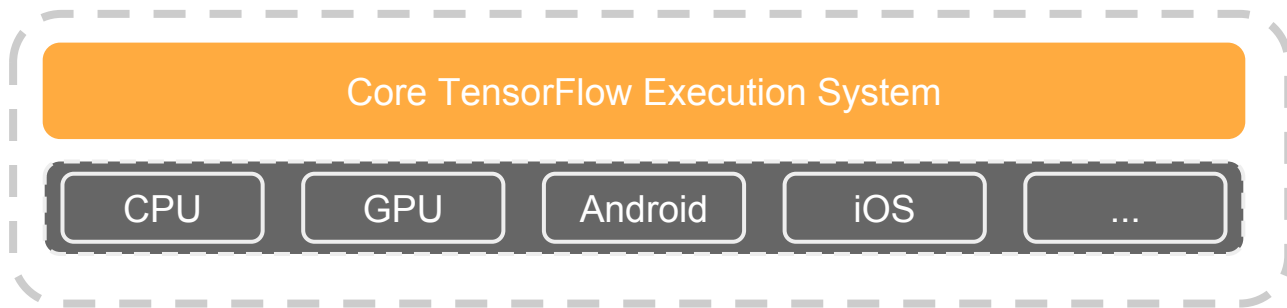 Core TensorFlow Execution System
CPU GPU Android iOS ...